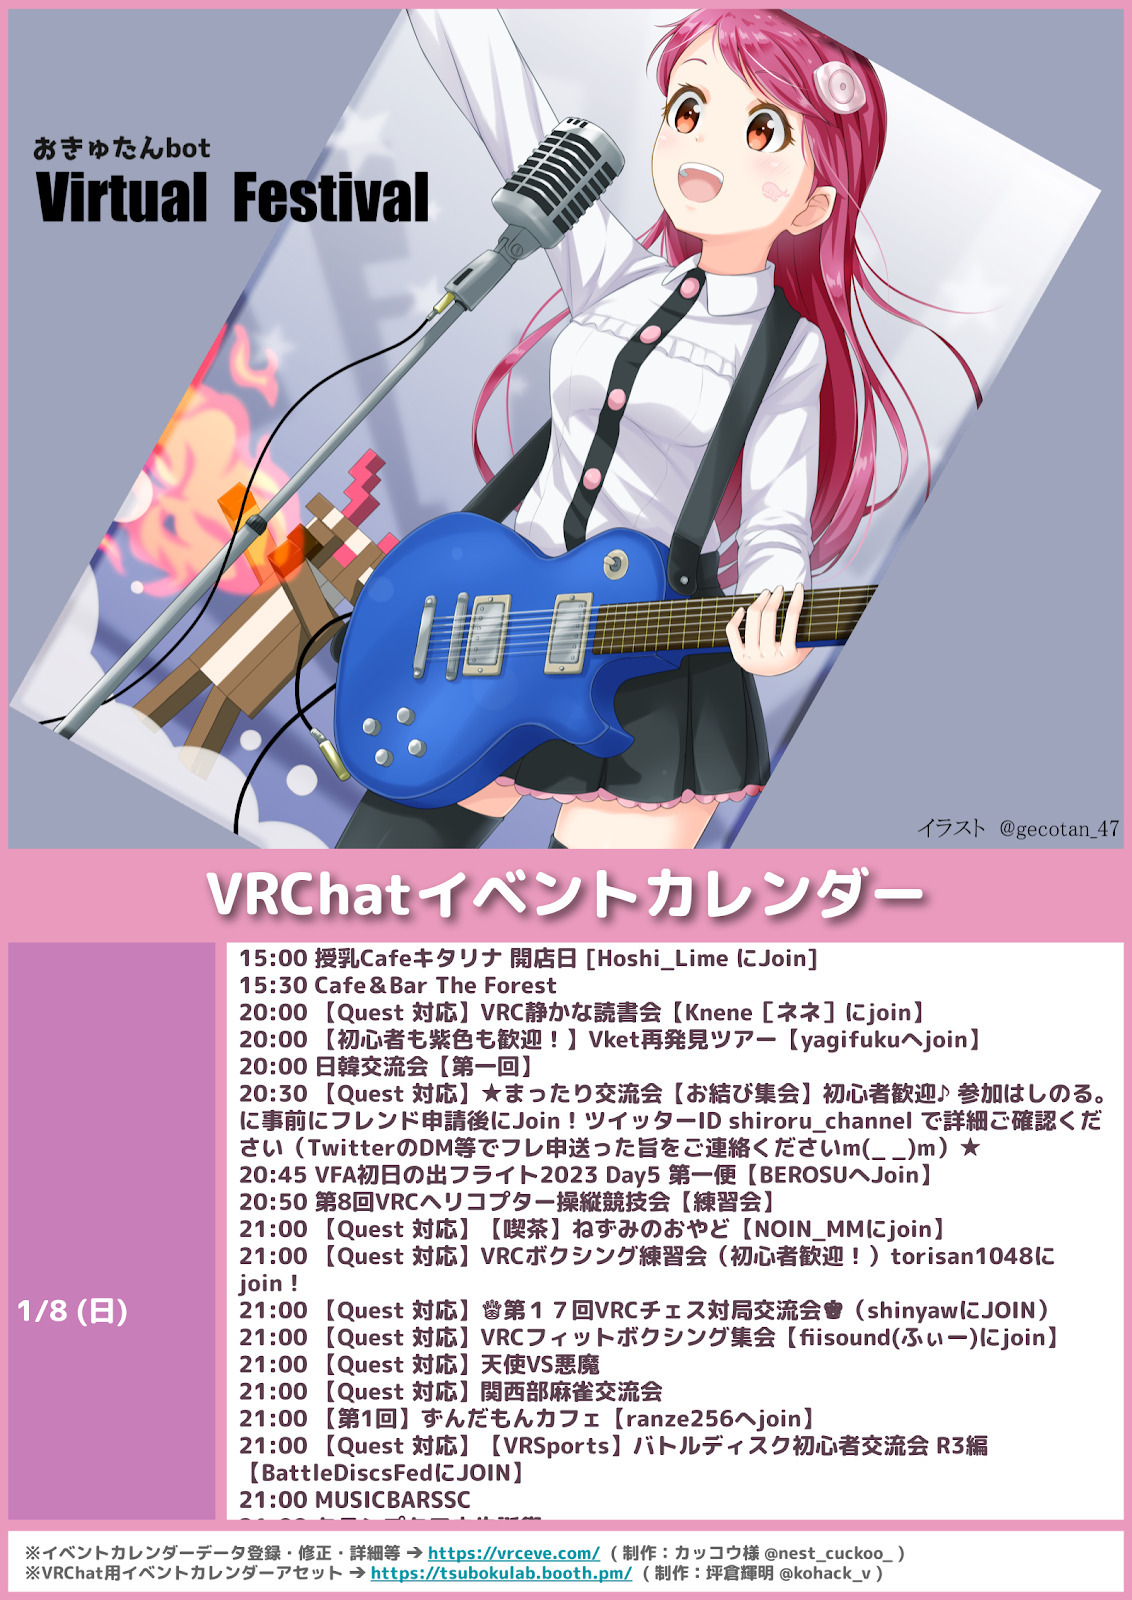 おきゅたんbot
Virtual Festival
イラスト @gecotan_47
VRChatイベントカレンダー
1/8 (日)
15:00 授乳Cafeキタリナ 開店日 [Hoshi_Lime にJoin]
15:30 Cafe＆Bar The Forest
20:00 【Quest 対応】VRC静かな読書会【Knene［ネネ］にjoin】
20:00 【初心者も紫色も歓迎！】Vket再発見ツアー【yagifukuへjoin】
20:00 日韓交流会【第一回】
20:30 【Quest 対応】★まったり交流会【お結び集会】初心者歓迎♪ 参加はしのる。
に事前にフレンド申請後にJoin！ツイッターID shiroru_channel で詳細ご確認くだ
さい（TwitterのDM等でフレ申送った旨をご連絡くださいm(_ _)m）★
20:45 VFA初日の出フライト2023 Day5 第一便【BEROSUへJoin】
20:50 第8回VRCヘリコプター操縦競技会【練習会】
21:00 【Quest 対応】【喫茶】ねずみのおやど【NOIN_MMにjoin】
21:00 【Quest 対応】VRCボクシング練習会（初心者歓迎！）torisan1048に
join！
21:00 【Quest 対応】♕第１７回VRCチェス対局交流会♚（shinyawにJOIN）
21:00 【Quest 対応】VRCフィットボクシング集会【fiisound(ふぃー)にjoin】
21:00 【Quest 対応】天使VS悪魔
21:00 【Quest 対応】関西部麻雀交流会
21:00 【第1回】ずんだもんカフェ【ranze256へjoin】
21:00 【Quest 対応】【VRSports】バトルディスク初心者交流会 R3編
【BattleDiscsFedにJOIN】
21:00 MUSICBARSSC
※イベントカレンダーデータ登録・修正・詳細等 ➔ https://vrceve.com/ ( 制作：カッコウ様 @nest_cuckoo_ )
※VRChat用イベントカレンダーアセット ➔ https://tsubokulab.booth.pm/ ( 制作：坪倉輝明 @kohack_v )